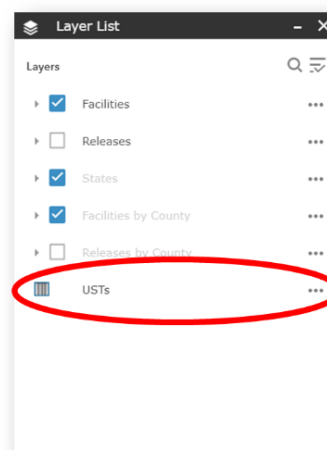 Layer List
Layers
Facilities
Releases
States
Facilities by County
Releases by County
USTs